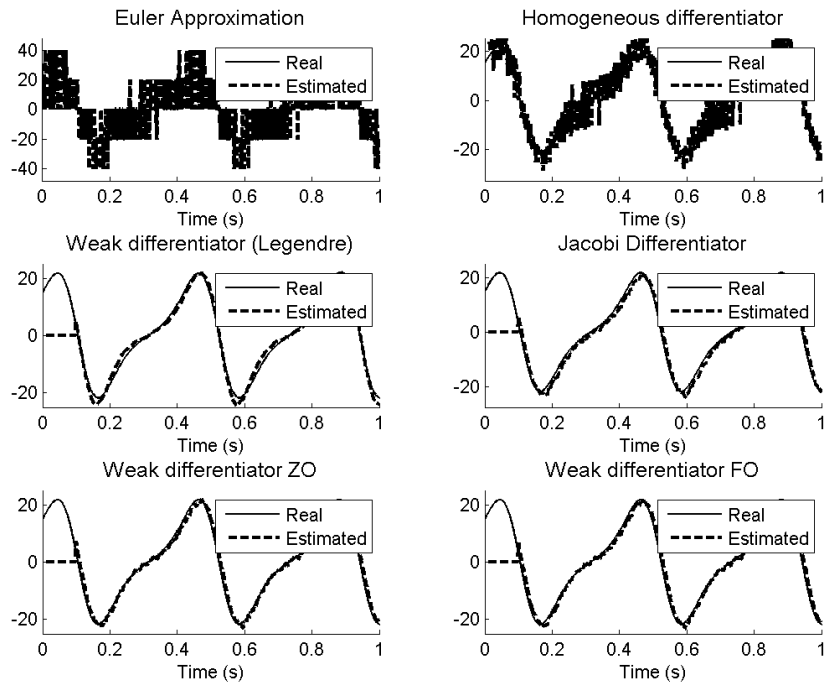 Euler Approximation
40
20
0
-20
-40
Real
Estimated
0 0.2 0.4 0.6 0.8 1
Time (s)
Homogeneous differentiator
20
0
-20
Real
Estimated
0 0.2 0.4 0.6 0.8 1
Time (s)
Weak differentiator (Legendre)
20
0
-20
Real
Estimated
0 0.2 0.4 0.6 0.8 1
Time (s)
Jacobi Differentiator
20
0
-20
Real
Estimated
0 0.2 0.4 0.6 0.8 1
Time (s)
Weak differentiator ZO
20
0
-20
Real
Estimated
0 0.2 0.4 0.6 0.8 1
Time (s)
Weak differentiator FO
20
0
-20
Real
Estimated
0 0.2 0.4 0.6 0.8 1
Time (s)